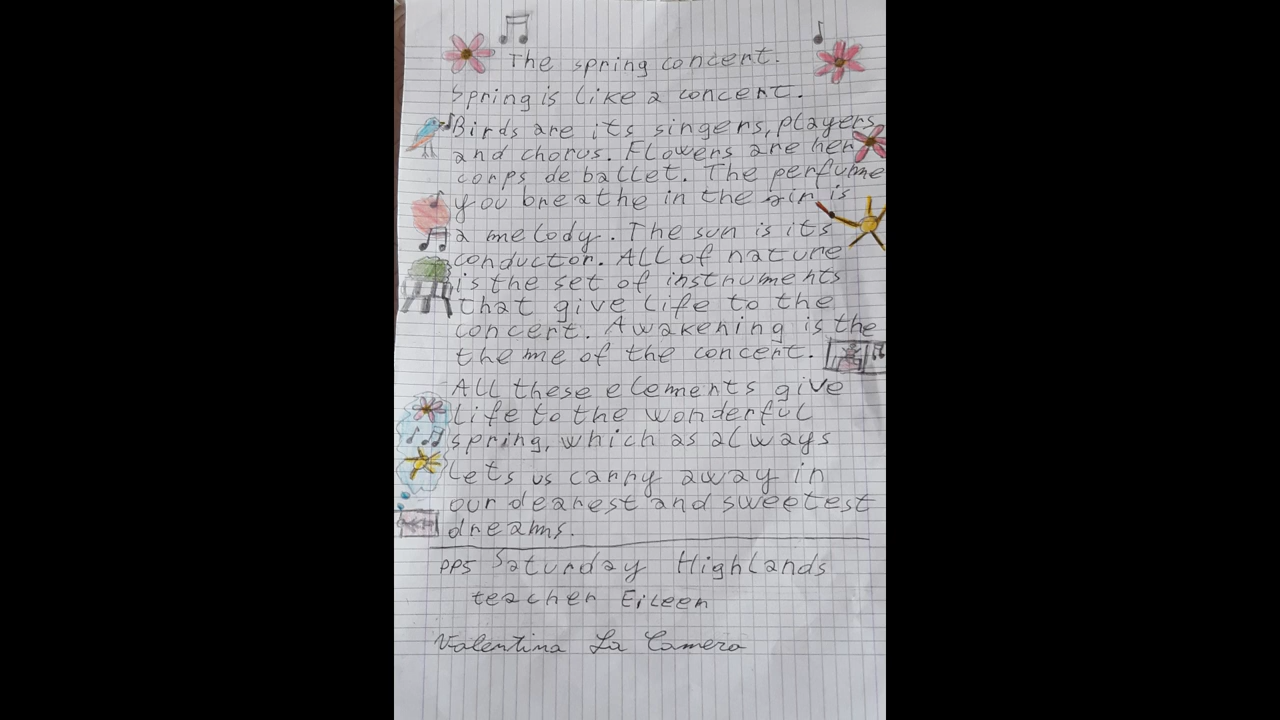 The spring concert.
Spring is like a concert.
Birds are its singers, players
and chorus. Flowers are her
corps de ballet. The perfume
you breathe in the air is
a melody. The sun is its
conductor. All of nature
is the set of instruments
that give life to the
concert. Awakening is the
theme of the concert.
All these elements give
life to the wonderful
spring, which as always
lets us carry away in
our dearest and sweetest
dreams.
PP5 Saturday Highlands
teacher Eileen
Valentina La Camera